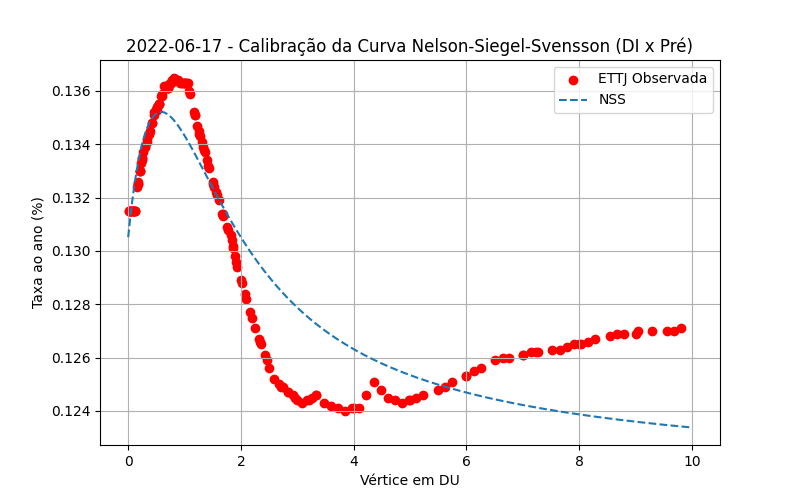 2022-06-17 - Calibração da Curva Nelson-Siegel-Svensson (DI x Pré)
ETTJ Observada
NSS
Taxa ao ano (%)
0.136
0.134
0.132
0.130
0.128
0.126
0.124
0 2 4 6 8 10
Vértice em DU